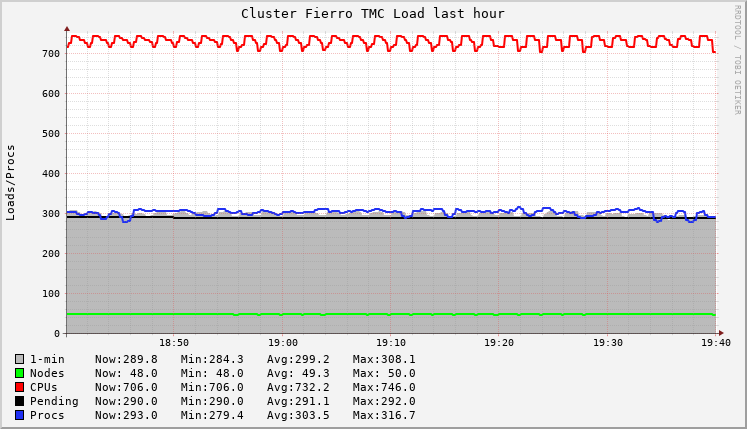 Cluster Fierro TMC Load last hour
RRDTOOL / TOBI OETIKER
Loads/Procs
700
600
500
400
300
200
100
0
18:50 19:00 19:10 19:20 19:30 19:40
1-min Now:289.8 Min:284.3 Avg:299.2 Max:308.1
Nodes Now: 48.0 Min: 48.0 Avg: 49.3 Max: 50.0
CPUs Now:706.0 Min:706.0 Avg:732.2 Max:746.0
Pending Now:290.0 Min:290.0 Avg:291.1 Max:292.0
Procs Now:293.0 Min:279.4 Avg:303.5 Max:316.7